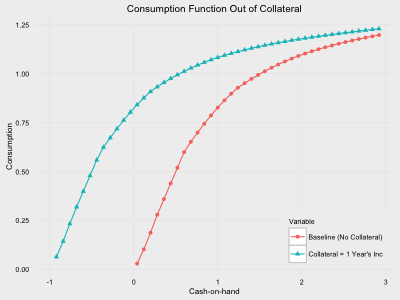 Consumption Function Out of Collateral
1.25
1.00
0.75
0.50
0.25
0.00
Consumption
-1
0
1
2
3
Cash-on-hand
Variable
Baseline (No Collateral)
Collateral = 1 Year's Inc